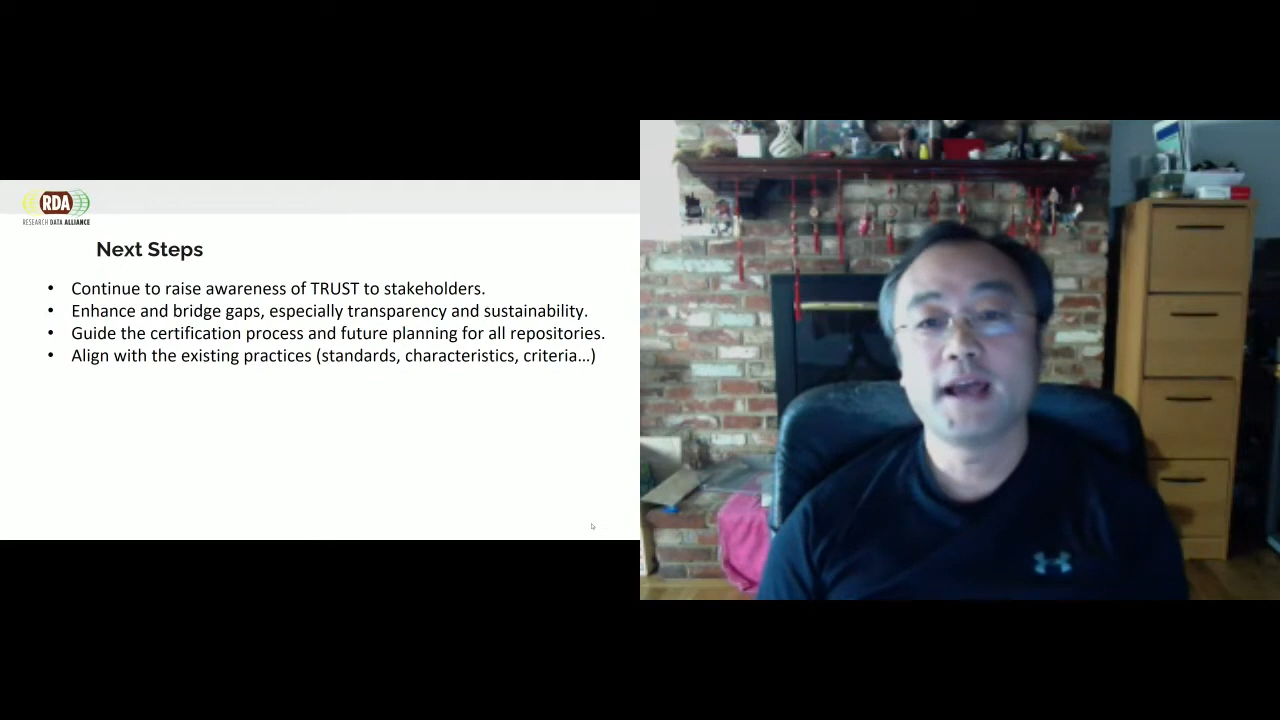 RDA
RESEARCH DATA ALLIANCE
Next Steps
• Continue to raise awareness of TRUST to stakeholders.
• Enhance and bridge gaps, especially transparency and sustainability.
• Guide the certification process and future planning for all repositories.
• Align with the existing practices (standards, characteristics, criteria...)